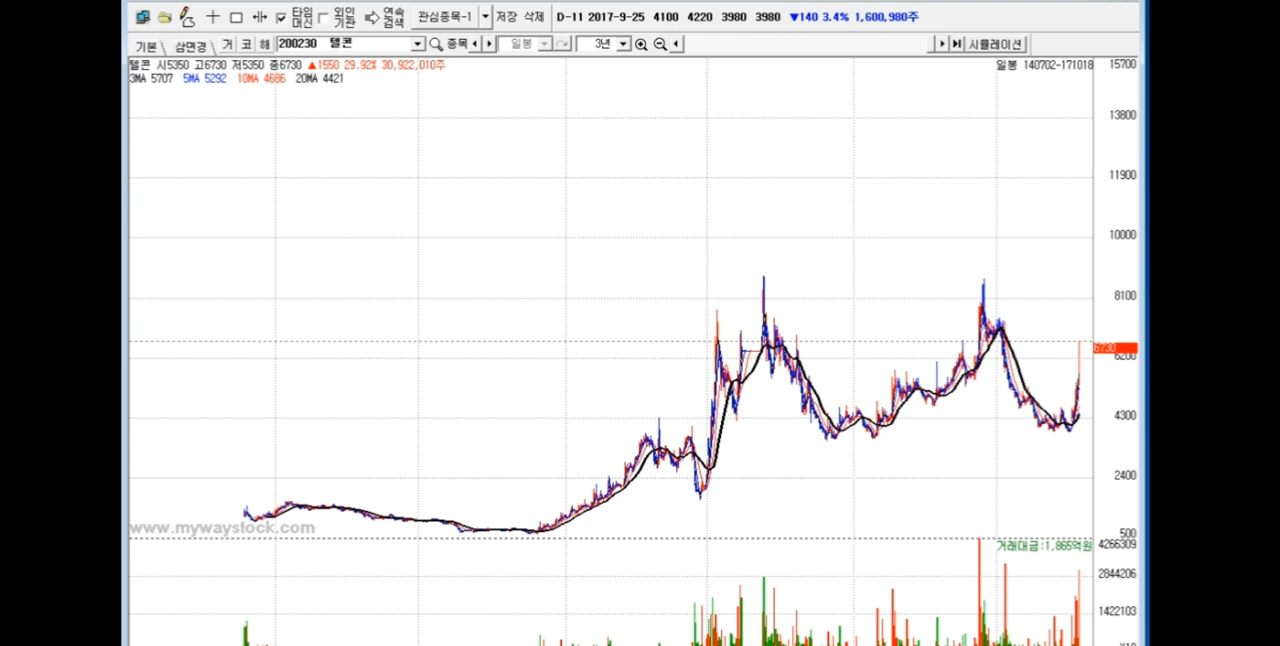 타임머신 외인기관 연속검색 관심종목-1 저장 삭제 D-11 2017-9-25 4100 4220 3980 3980 ▼140 3.4% 1,600,980주
기본 삼면경 거 코 해 200230 텔콘 종목 일봉 3년 시뮬레이션
텔콘 시5350 고6730 저5350 종6730 ▲1550 29.92% 30,922,010주 일봉 140702-171018
3MA 5707 5MA 5292 10MA 4686 20MA 4421
15700
13800
11900
10000
8100
6730
6200
4300
2400
www.mywaystock.com
500
거래대금:1,865억원 4266309
2844206
1422103